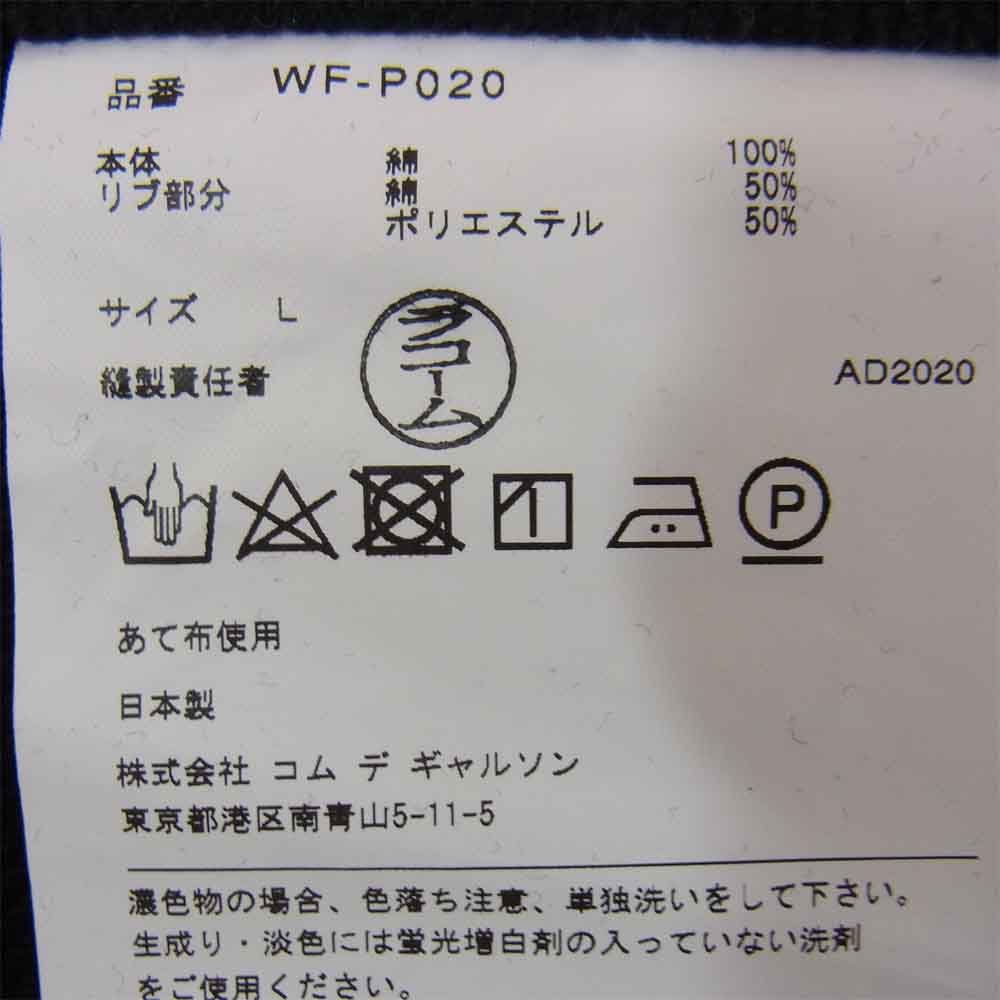 品番 WF-P020
本体 綿 100%
リブ部分 綿 50%
ポリエステル 50%
サイズ L
縫製責任者 ラコーム AD2020
P
あて布使用
日本製
株式会社 コム デ ギャルソン
東京都港区南青山5-11-5
濃色物の場合、色落ち注意、単独洗いをして下さい。
生成り・淡色には蛍光増白剤の入っていない洗剤
をご使用ください。